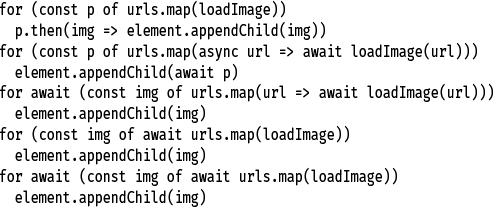 for (const p of urls.map(loadImage))
  p.then(img => element.appendChild(img))
for (const p of urls.map(async url => await loadImage(url)))
  element.appendChild(await p)
for await (const img of urls.map(url => await loadImage(url)))
  element.appendChild(img)
for (const img of await urls.map(loadImage))
  element.appendChild(img)
for await (const img of await urls.map(loadImage))
  element.appendChild(img)